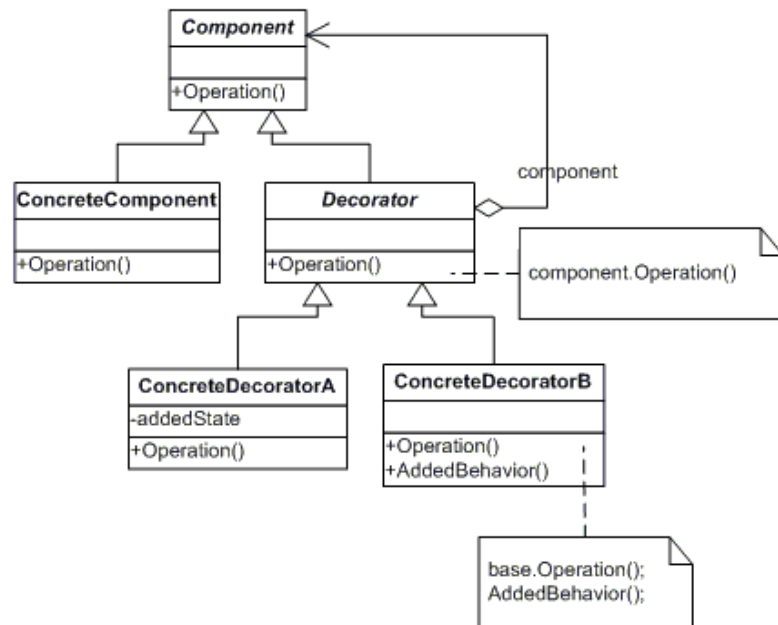 Component
+Operation()
component
ConcreteComponent
+Operation()
Decorator
+Operation()
component.Operation()
ConcreteDecoratorA
-addedState
+Operation()
ConcreteDecoratorB
+Operation()
+AddedBehavior()
base.Operation();
AddedBehavior();